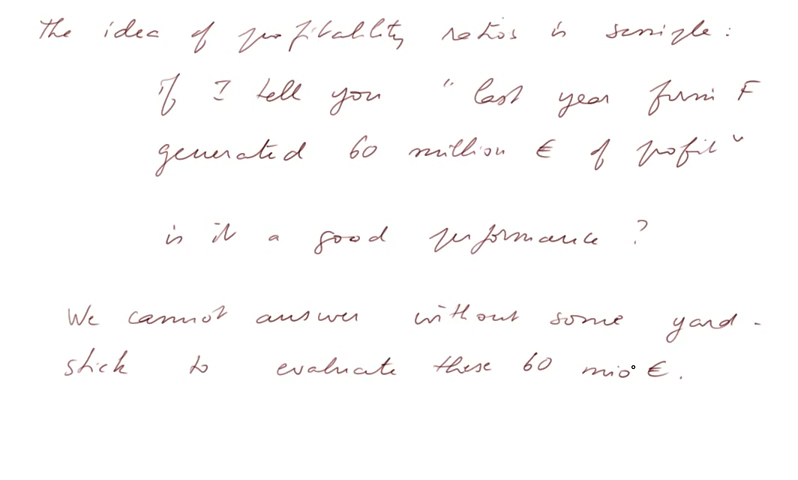 The idea of profitability ratios is simple :
if I tell you " last year firm F
generated 60 million € of profit "
is it a good performance ?
We cannot answer without some yard -
stick to evaluate these 60 mio €.